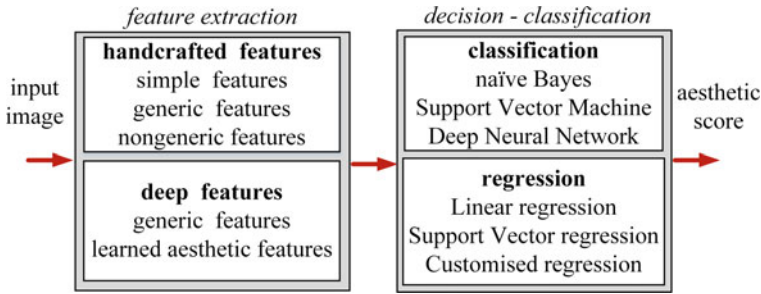 feature extraction
decision - classification
input
image
handcrafted features
simple features
generic features
nongeneric features
deep features
generic features
learned aesthetic features
classification
naïve Bayes
Support Vector Machine
Deep Neural Network
regression
Linear regression
Support Vector regression
Customised regression
aesthetic
score